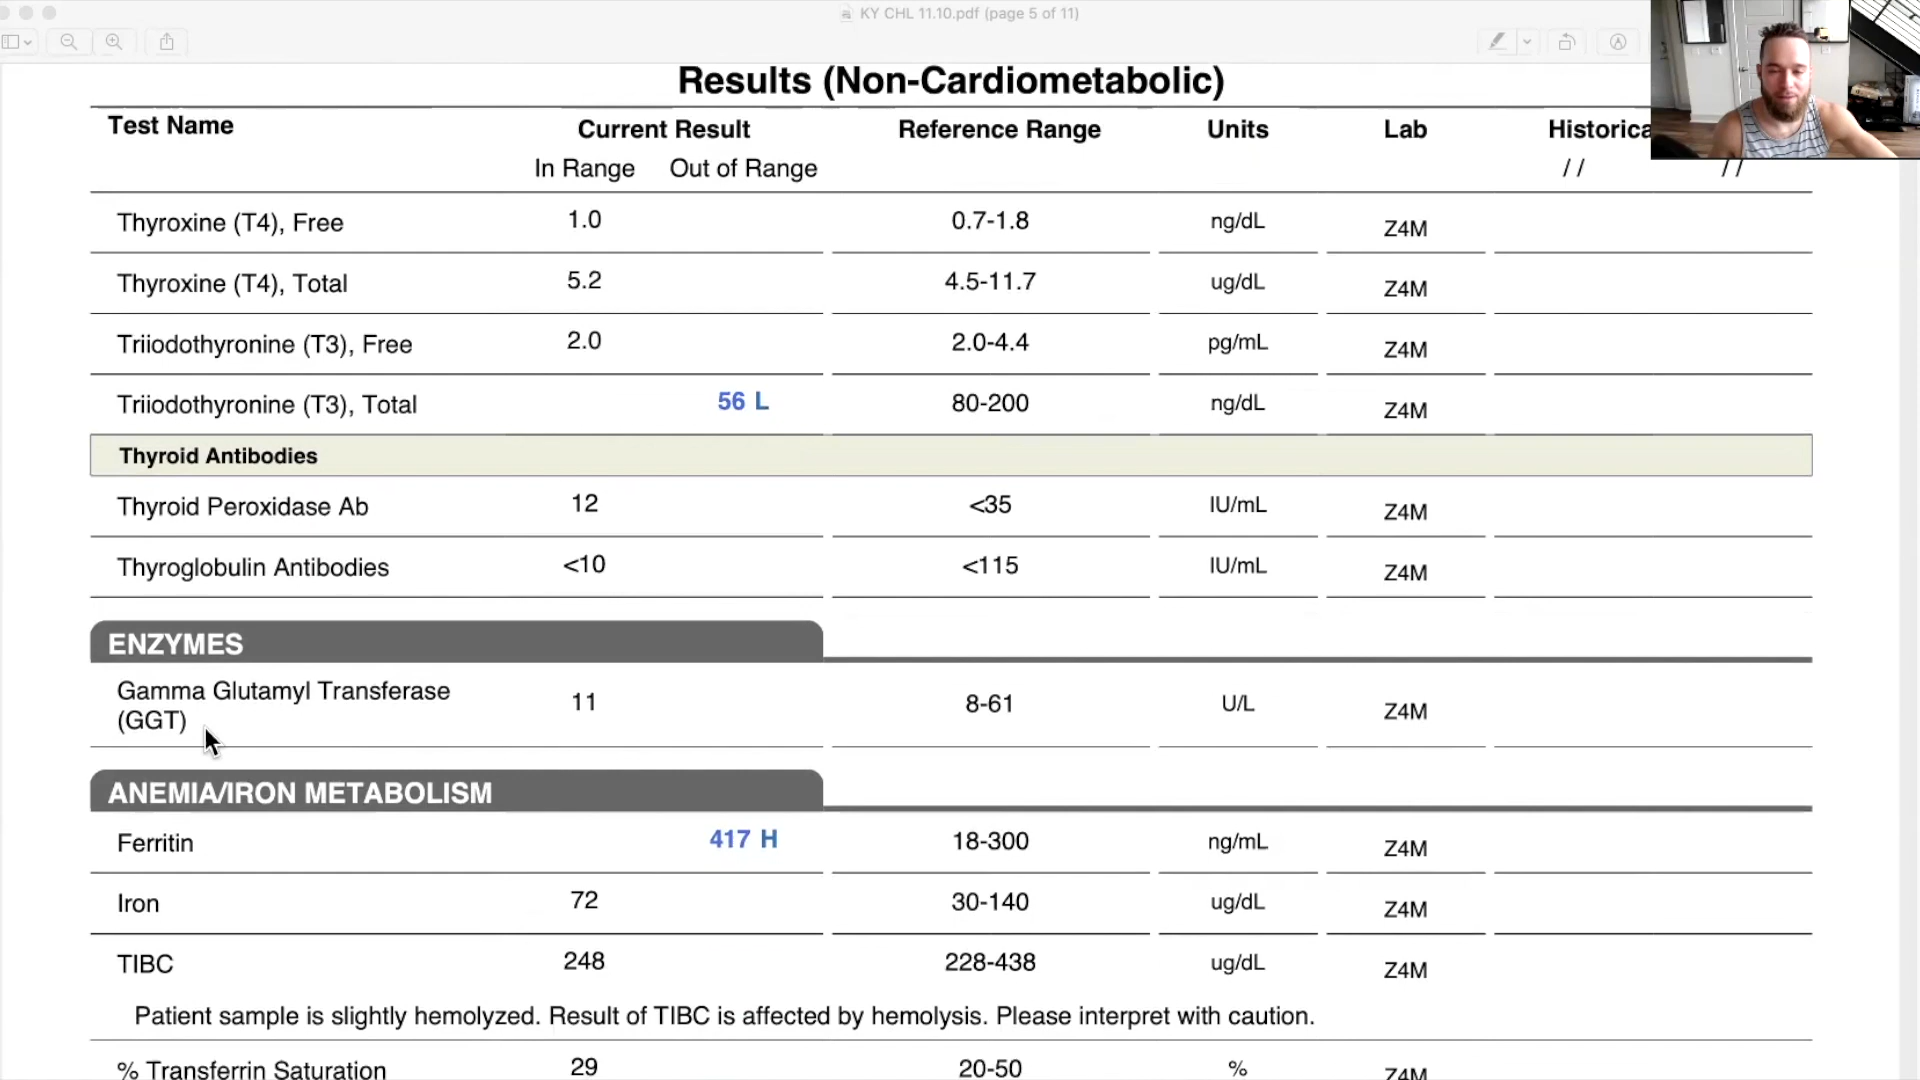 KY CHL 11.10.pdf (page 5 of 11)
Results (Non-Cardiometabolic)
Test Name Current Result Reference Range Units Lab Historica
In Range Out of Range / / / /
Thyroxine (T4), Free 1.0 0.7-1.8 ng/dL Z4M
Thyroxine (T4), Total 5.2 4.5-11.7 ug/dL Z4M
Triiodothyronine (T3), Free 2.0 2.0-4.4 pg/mL Z4M
Triiodothyronine (T3), Total 56 L 80-200 ng/dL Z4M
Thyroid Antibodies
Thyroid Peroxidase Ab 12 <35 IU/mL Z4M
Thyroglobulin Antibodies <10 <115 IU/mL Z4M
ENZYMES
Gamma Glutamyl Transferase 11 8-61 U/L Z4M
(GGT)
ANEMIA/IRON METABOLISM
Ferritin 417 H 18-300 ng/mL Z4M
Iron 72 30-140 ug/dL Z4M
TIBC 248 228-438 ug/dL Z4M
Patient sample is slightly hemolyzed. Result of TIBC is affected by hemolysis. Please interpret with caution.
% Transferrin Saturation 29 20-50 % Z4M